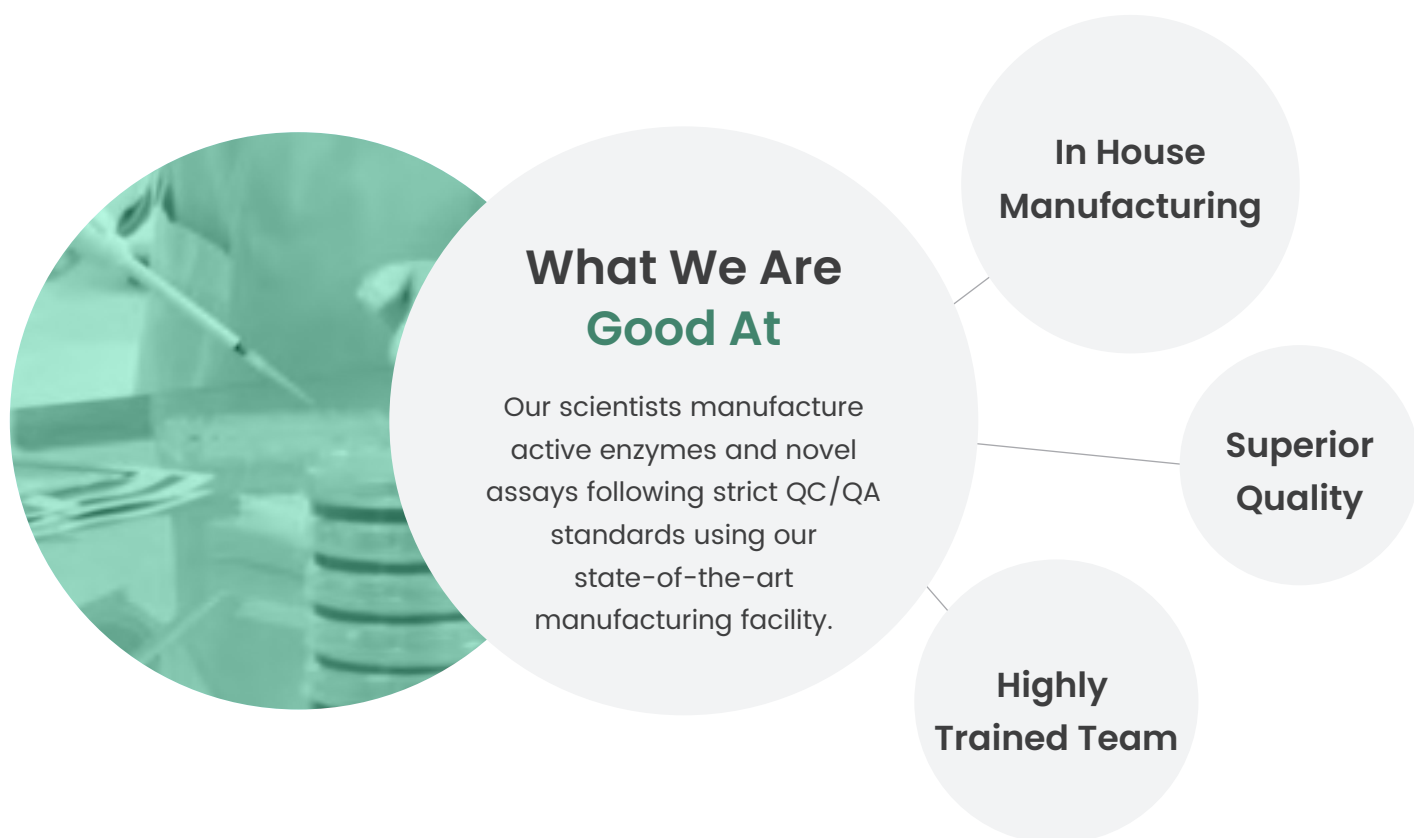 What We Are
Good At
Our scientists manufacture
active enzymes and novel
assays following strict QC/QA
standards using our
state-of-the-art
manufacturing facility.
In House
Manufacturing
Superior
Quality
Highly
Trained Team